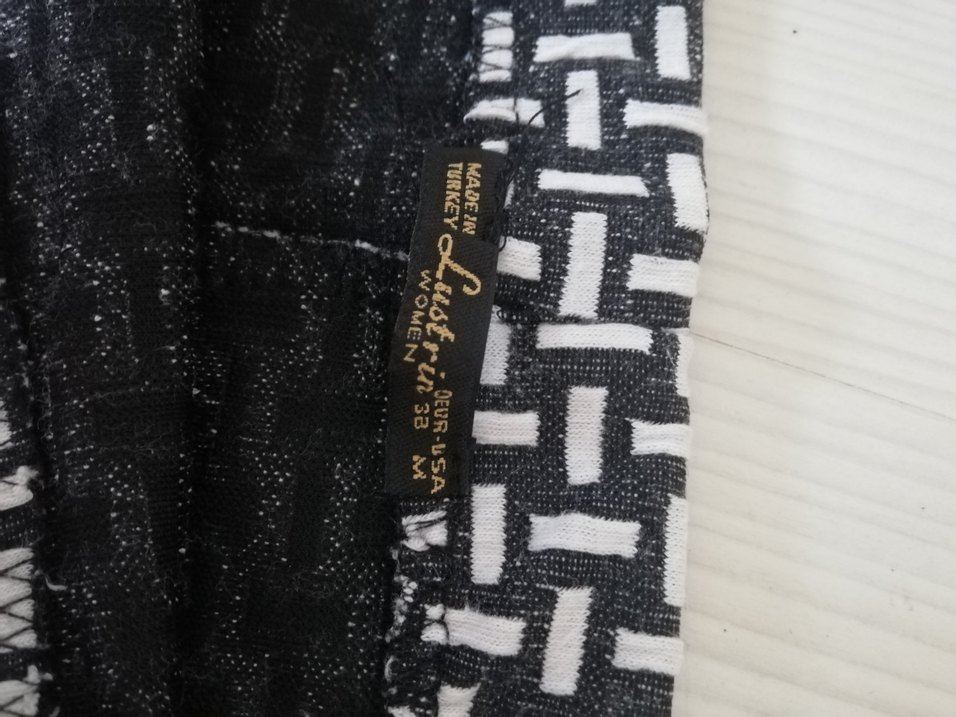 MADE IN
TURKEY
Lustrin
WOMEN
DEUR-USA
38 M